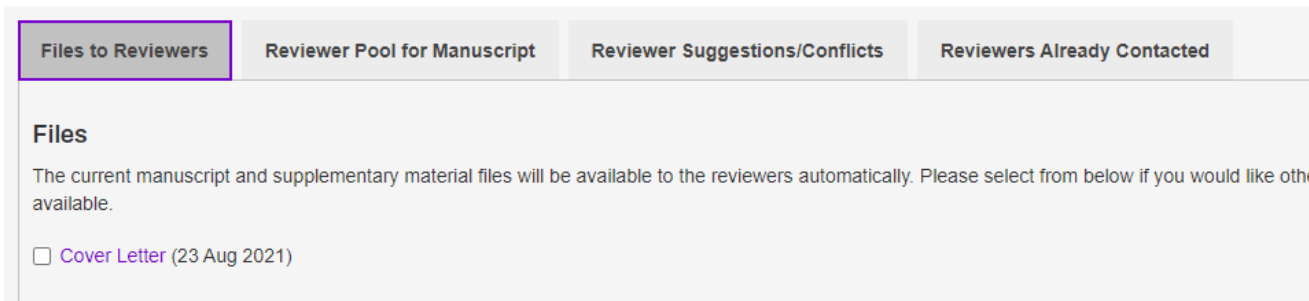 Files to Reviewers Reviewer Pool for Manuscript Reviewer Suggestions/Conflicts Reviewers Already Contacted
Files
The current manuscript and supplementary material files will be available to the reviewers automatically. Please select from below if you would like
available.
Cover Letter (23 Aug 2021)